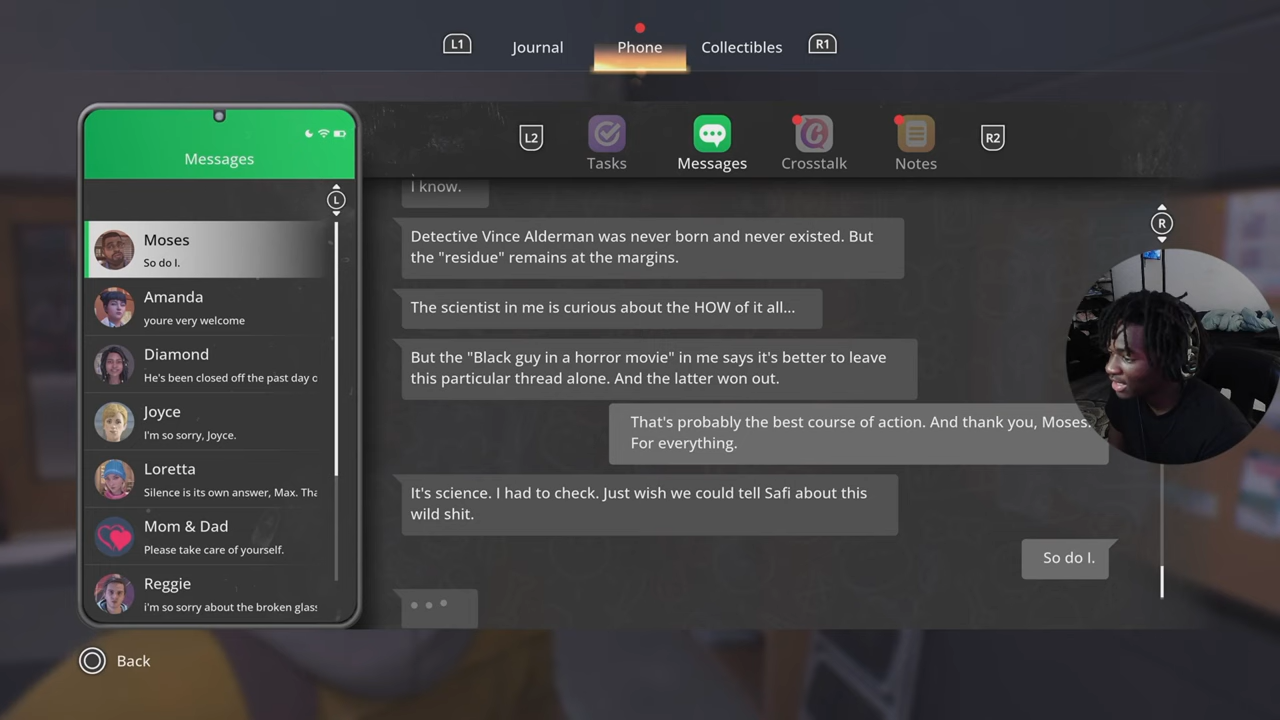 L1
Journal
Phone
Collectibles
R1
Messages
L2
Tasks
Messages
Crosstalk
Notes
R2
L
R
Moses
So do I.
Amanda
youre very welcome
Diamond
He's been closed off the past day o
Joyce
I'm so sorry, Joyce.
Loretta
Silence is its own answer, Max. Tha
Mom & Dad
Please take care of yourself.
Reggie
i'm so sorry about the broken glass
I know.
Detective Vince Alderman was never born and never existed. But
the "residue" remains at the margins.
The scientist in me is curious about the HOW of it all...
But the "Black guy in a horror movie" in me says it's better to leave
this particular thread alone. And the latter won out.
That's probably the best course of action. And thank you, Moses.
For everything.
It's science. I had to check. Just wish we could tell Safi about this
wild shit.
So do I.
Back